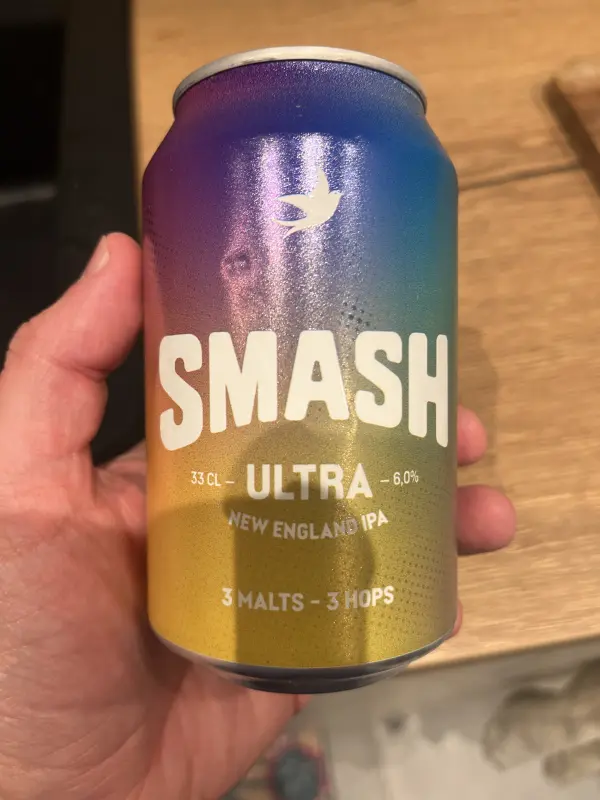 SMASH
33 CL – ULTRA – 6,0%
NEW ENGLAND IPA
3 MALTS – 3 HOPS